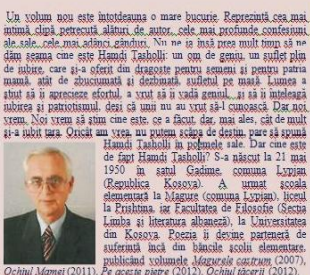 Un volum nou este întotdeauna o mare bucurie. Reprezintă cea mai
intimă clipă petrecută alături de autor, cele mai profunde confesiuni
ale sale, cele mai adânci gânduri. Nu ne ia însă prea mult timp să ne
dăm seama cine este Hamdi Tasholli: un om de geniu, un suflet plin
de iubire, care și-a oferit din dragoste pentru semeni și pentru patria
mamă, atât de zbuciumată și dezbinată, sufletul pe masă. Lumea a
știut să îi aprecieze efortul, a vrut să îi vadă geniul, și să îi înțeleagă
iubirea și patriotismul, deși că unii nu au vrut să-l cunoască. Dar noi
vrem. Noi vrem să știm cine este, ce a făcut, dar, mai ales, cât de mult
și-a iubit țara. Oricât am vrea, nu putem scăpa de destin, pare să spună
Hamdi Tasholli în poemele sale. Dar cine este
de fapt Hamdi Tasholli? S-a născut la 21 mai
1950 în satul Gadime, comuna Lypjan
(Republica Kosova). A urmat școala
elementară la Magure (comuna Lypjan), liceul
la Prishtina, iar Facultatea de Filosofie (Secția
Limba și literatura albaneză), la Universitatea
din Kosova. Poezia îi devine parteneră de
suferință încă din băncile școlii elementare,
publicând volumele Magurele castrum (2007),
Ochiul Mamei (2011), Pe aceste pietre (2012), Ochiul tăcerii (2012),